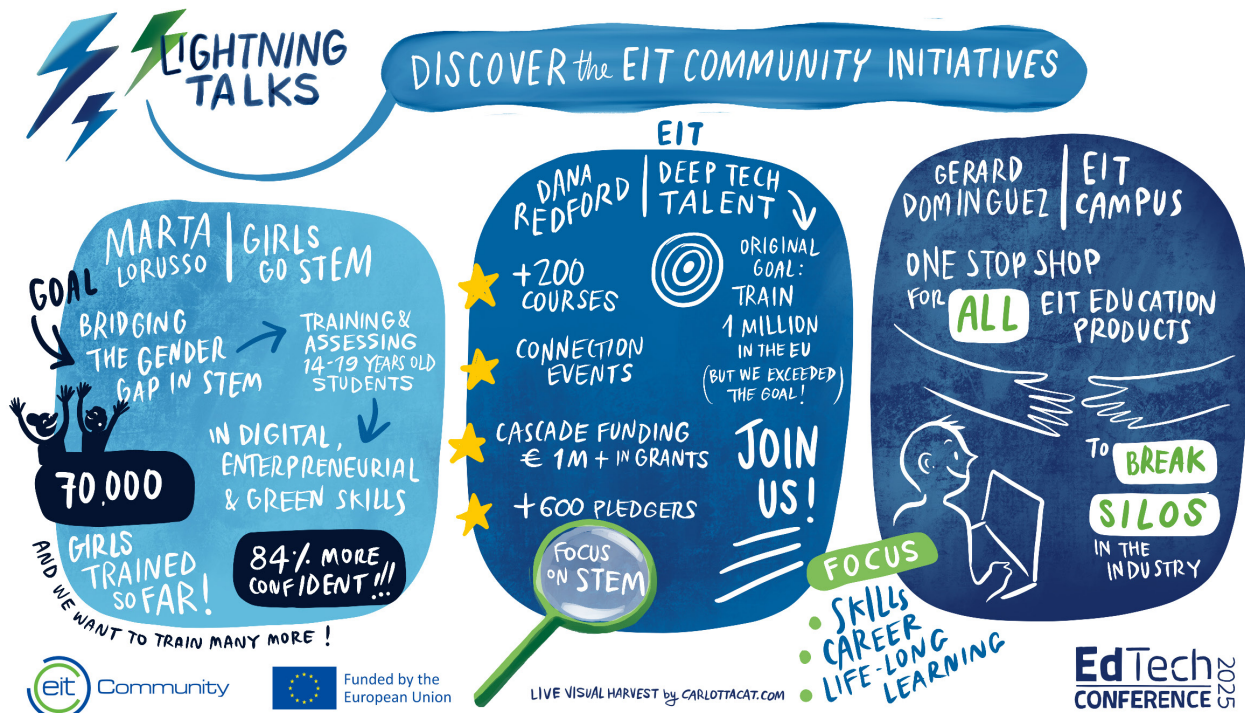 LIGHTNING
TALKS
DISCOVER the EIT COMMUNITY INITIATIVES
MARTA
LORUSSO
GIRLS
GO STEM
GOAL
BRIDGING
THE GENDER
GAP IN STEM
TRAINING &
ASSESSING
14-19 YEARS OLD
STUDENTS
IN DIGITAL,
ENTERPRENEURIAL
& GREEN SKILLS
70,000
GIRLS
TRAINED
SO FAR!
84% MORE
CONFIDENT!!!
AND WE WANT TO TRAIN MANY MORE!
EIT
DANA
REDFORD
DEEP TECH
TALENT
+200
COURSES
CONNECTION
EVENTS
CASCADE FUNDING
€ 1M + IN GRANTS
+600 PLEDGERS
ORIGINAL
GOAL:
TRAIN
1 MILLION
IN THE EU
(BUT WE EXCEEDED
THE GOAL!)
JOIN
US!
FOCUS
ON STEM
GERARD
DOMINGUEZ
EIT
CAMPUS
ONE STOP SHOP
FOR ALL EIT EDUCATION
PRODUCTS
TO BREAK
SILOS
IN THE
INDUSTRY
FOCUS
• SKILLS
• CAREER
• LIFE-LONG
LEARNING
eit Community
Funded by the
European Union
LIVE VISUAL HARVEST by CARLOTTACAT.COM
EdTech
CONFERENCE
2025